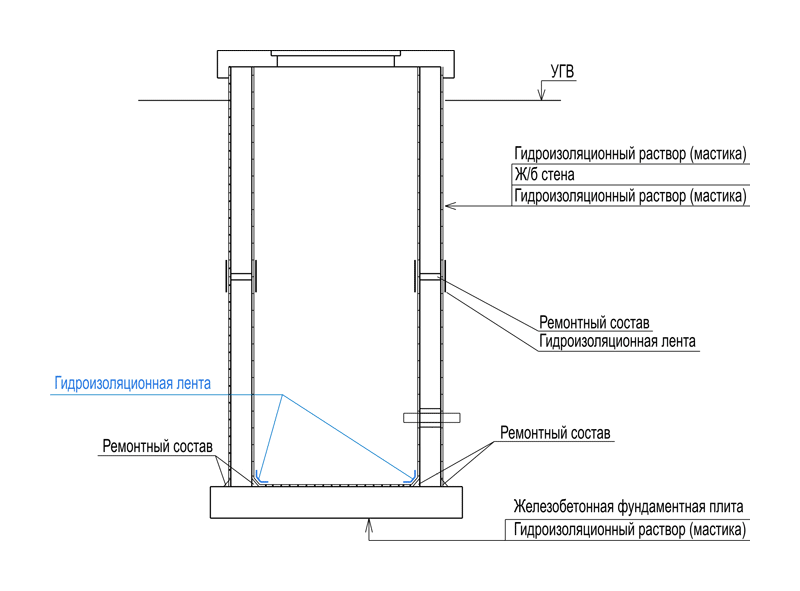 УГВ
Гидроизоляционный раствор (мастика)
Ж/б стена
Гидроизоляционный раствор (мастика)
Ремонтный состав
Гидроизоляционная лента
Гидроизоляционная лента
Ремонтный состав
Ремонтный состав
Железобетонная фундаментная плита
Гидроизоляционный раствор (мастика)